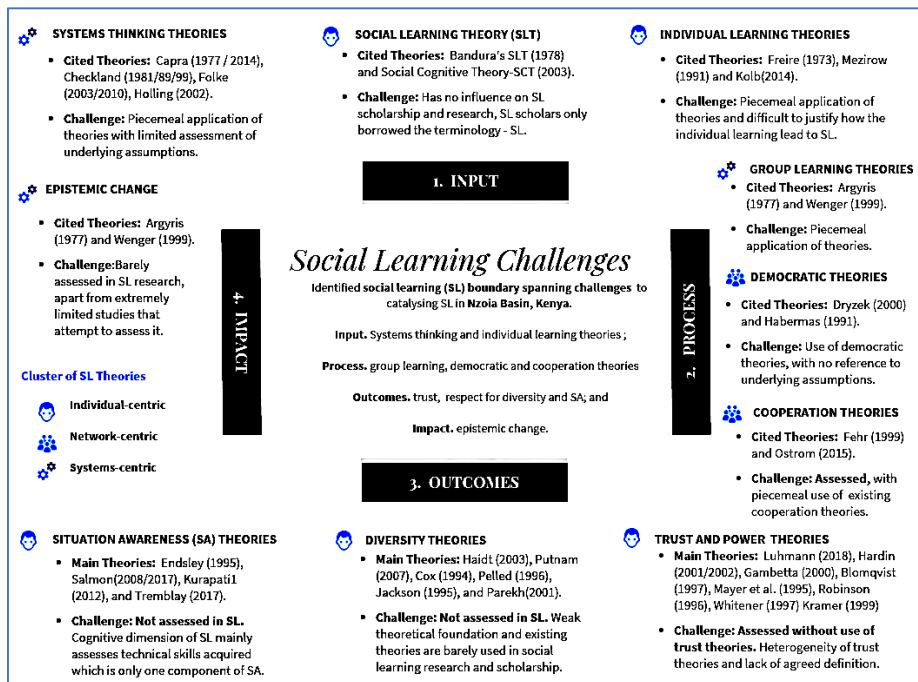 SYSTEMS THINKING THEORIES
• Cited Theories: Capra (1977 / 2014),
Checkland (1981/89/99), Folke
(2003/2010), Holling (2002).
• Challenge: Piecemeal application of
theories with limited assessment of
underlying assumptions.
SOCIAL LEARNING THEORY (SLT)
• Cited Theories: Bandura's SLT (1978)
and Social Cognitive Theory-SCT (2003).
• Challenge: Has no influence on SL
scholarship and research, SL scholars only
borrowed the terminology - SL.
INDIVIDUAL LEARNING THEORIES
• Cited Theories: Freire (1973), Mezirow
(1991) and Kolb(2014).
• Challenge: Piecemeal application of
theories and difficult to justify how the
individual learning lead to SL.
1. INPUT
GROUP LEARNING THEORIES
• Cited Theories: Argyris
(1977) and Wenger (1999).
• Challenge: Piecemeal
application of theories.
EPISTEMIC CHANGE
• Cited Theories: Argyris
(1977) and Wenger (1999).
• Challenge:Barely
assessed in SL research,
apart from extremely
limited studies that
attempt to assess it.
4. IMPACT
Social Learning Challenges
Identified social learning (SL) boundary spanning challenges to
catalysing SL in Nzoia Basin, Kenya.
Input. Systems thinking and individual learning theories ;
Process. group learning, democratic and cooperation theories
Outcomes. trust, respect for diversity and SA; and
Impact. epistemic change.
2. PROCESS
DEMOCRATIC THEORIES
• Cited Theories: Dryzek (2000)
and Habermas (1991).
• Challenge: Use of democratic
theories, with no reference to
underlying assumptions.
Cluster of SL Theories
Individual-centric
Network-centric
Systems-centric
COOPERATION THEORIES
• Cited Theories: Fehr (1999)
and Ostrom (2015).
• Challenge: Assessed, with
piecemeal use of existing
cooperation theories.
3. OUTCOMES
SITUATION AWARENESS (SA) THEORIES
• Main Theories: Endsley (1995),
Salmon(2008/2017), Kurapati1
(2012), and Tremblay (2017).
• Challenge: Not assessed in SL.
Cognitive dimension of SL mainly
assesses technical skills acquired
which is only one component of SA.
DIVERSITY THEORIES
• Main Theories: Haidt (2003), Putnam
(2007), Cox (1994), Pelled (1996),
Jackson (1995), and Parekh(2001).
• Challenge: Not assessed in SL. Weak
theoretical foundation and existing
theories are barely used in social
learning research and scholarship.
TRUST AND POWER THEORIES
• Main Theories: Luhmann (2018), Hardin
(2001/2002), Gambetta (2000), Blomqvist
(1997), Mayer et al. (1995), Robinson
(1996), Whitener (1997) Kramer (1999)
• Challenge: Assessed without use of
trust theories. Heterogeneity of trust
theories and lack of agreed definition.